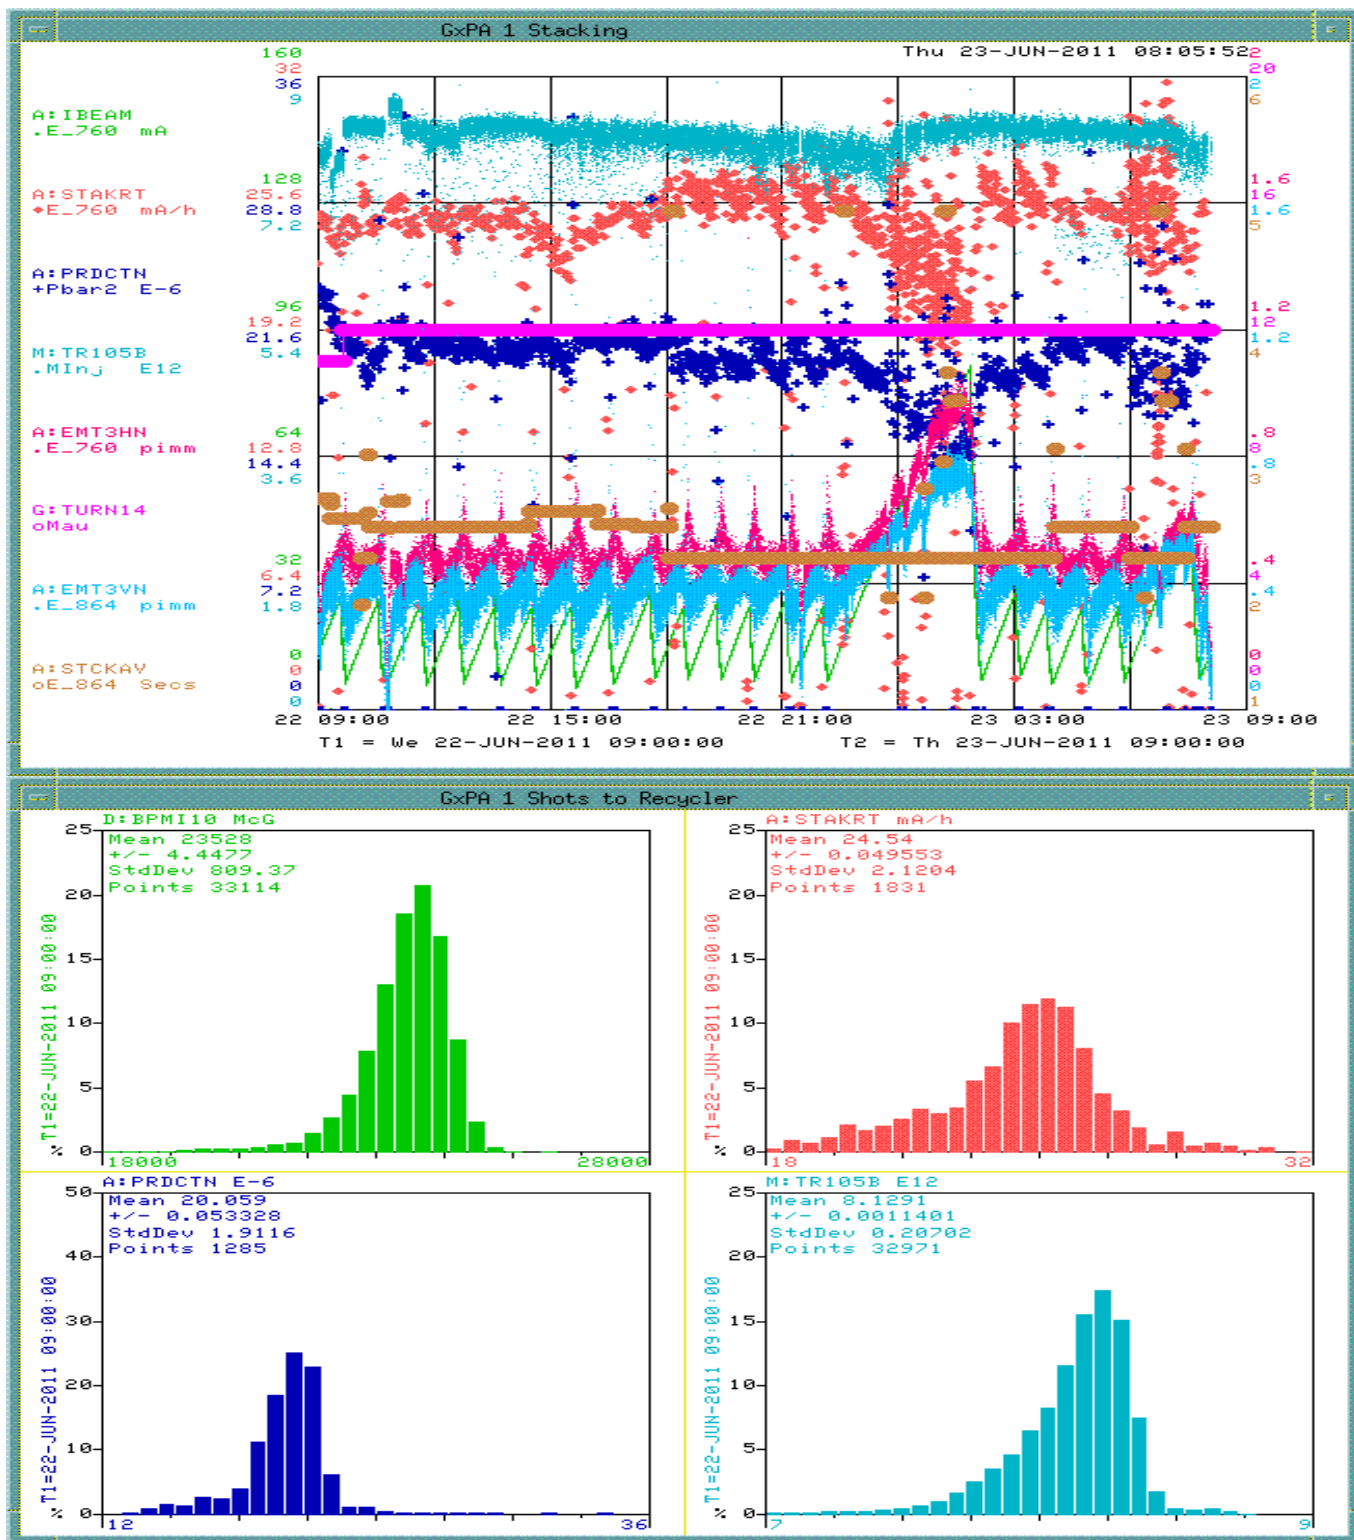 GxPA 1 Stacking
Thu 23-JUN-2011 08:05:52
160
32
36
9
2
20
2
6
A:IBEAM
.E_760 mA
128
25.6
28.8
7.2
1.6
16
1.6
5
A:STAKRT
+E_760 mA/h
A:PRDCTN
+Pbar2 E-6
96
19.2
21.6
5.4
1.2
12
1.2
4
M:TR105B
.MInj E12
A:EMT3HN
.E_760 pimm
64
12.8
14.4
3.6
.8
8
.8
3
G:TURN14
oMau
32
6.4
7.2
1.8
.4
4
.4
2
A:EMT3VN
.E_864 pimm
A:STCKAV
oE_864 Secs
0
0
0
0
0
0
0
1
22 09:00 22 15:00 22 21:00 23 03:00 23 09:00
T1 = We 22-JUN-2011 09:00:00 T2 = Th 23-JUN-2011 09:00:00
GxPA 1 Shots to Recycler
D:BPMI10 McG
Mean 23528
+/- 4.4477
StdDev 809.37
Points 33114
25
20
15
10
5
% 0
T1=22-JUN-2011 09:00:00
18000 28000
A:STAKRT mA/h
Mean 24.54
+/- 0.049553
StdDev 2.1204
Points 1831
25
20
15
10
5
% 0
T1=22-JUN-2011 09:00:00
18 32
A:PRDCTN E-6
Mean 20.059
+/- 0.053328
StdDev 1.9116
Points 1285
50
40
30
20
10
% 0
T1=22-JUN-2011 09:00:00
12 36
M:TR105B E12
Mean 8.1291
+/- 0.0011401
StdDev 0.20702
Points 32971
25
20
15
10
5
% 0
T1=22-JUN-2011 09:00:00
7 9